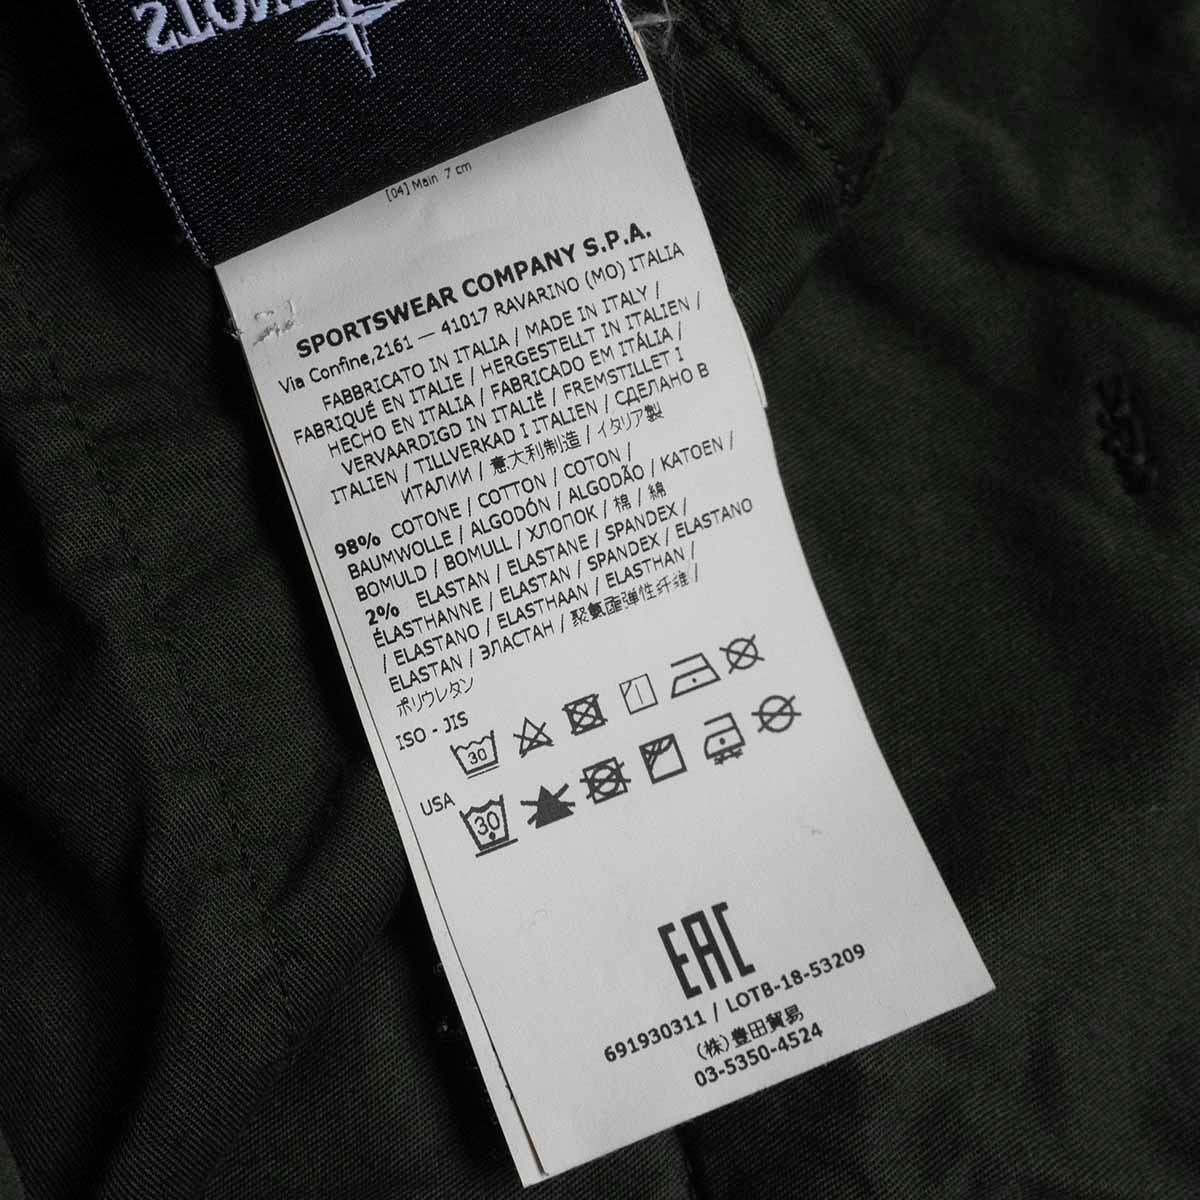 [04] Main 7 cm
SPORTSWEAR COMPANY S.P.A.
Via Confine,2161 — 41017 RAVARINO (MO) ITALIA
FABBRICATO IN ITALIA / MADE IN ITALY /
FABRIQUÉ EN ITALIE / HERGESTELLT IN ITALIEN /
HECHO EN ITALIA / FABRICADO EM ITÁLIA /
VERVAARDIGD IN ITALIË / FREMSTILLET I
ITALIEN / TILLVERKAD I ITALIEN / СДЕЛАНО В
ИТАЛИИ / 意大利制造 / イタリア製
98% COTONE / COTTON / COTON /
BAUMWOLLE / ALGODÓN / ALGODÃO / KATOEN /
BOMULD / BOMULL / ХЛОПОК / 棉 / 綿
2% ELASTAN / ELASTANE / SPANDEX /
ÉLASTHANNE / ELASTAN / SPANDEX / ELASTANO
/ ELASTANO / ELASTHAAN / ELASTHAN /
ELASTAN / ЭЛАСТАН / 聚氨酯弹性纤维 /
ポリウレタン
ISO - JIS
30
USA
30
EAC
691930311 / LOTB-18-53209
(株)豊田貿易
03-5350-4524